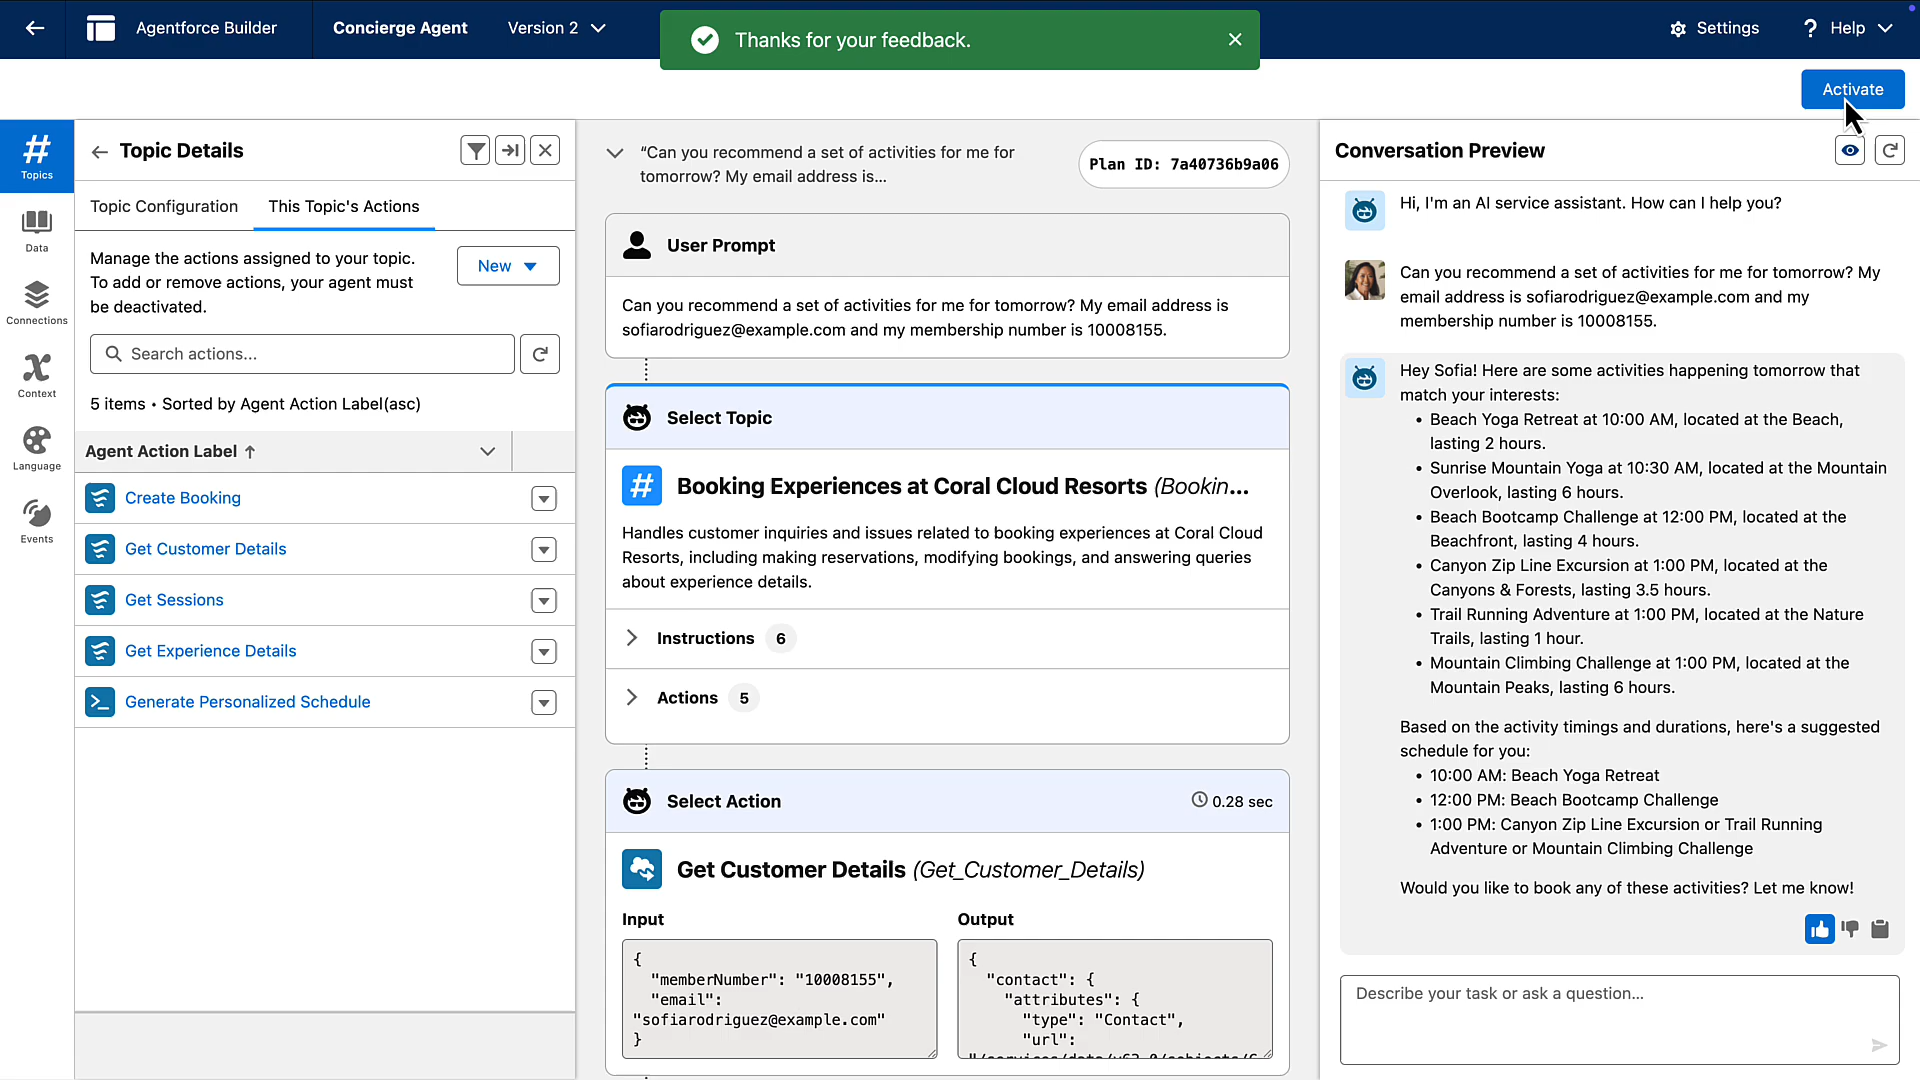 Agentforce Builder
Concierge Agent
Version 2
Thanks for your feedback.
Settings
? Help
Activate
# Topics
Data
Connections
Context
Language
Events
Topic Details
Topic Configuration
This Topic's Actions
Manage the actions assigned to your topic.
To add or remove actions, your agent must
be deactivated.
New
Search actions...
5 items • Sorted by Agent Action Label(asc)
Agent Action Label ↑
Create Booking
Get Customer Details
Get Sessions
Get Experience Details
Generate Personalized Schedule
“Can you recommend a set of activities for me for
tomorrow? My email address is...
Plan ID: 7a40736b9a06
User Prompt
Can you recommend a set of activities for me for tomorrow? My email address is
sofiarodriguez@example.com and my membership number is 10008155.
Select Topic
# Booking Experiences at Coral Cloud Resorts (Bookin...
Handles customer inquiries and issues related to booking experiences at Coral Cloud
Resorts, including making reservations, modifying bookings, and answering queries
about experience details.
Instructions 6
Actions 5
Select Action
0.28 sec
Get Customer Details (Get_Customer_Details)
Input
{
"memberNumber": "10008155",
"email":
"sofiarodriguez@example.com"
}
Output
{
"contact": {
"attributes": {
"type": "Contact",
"url":
Conversation Preview
Hi, I'm an AI service assistant. How can I help you?
Can you recommend a set of activities for me for tomorrow? My
email address is sofiarodriguez@example.com and my
membership number is 10008155.
Hey Sofia! Here are some activities happening tomorrow that
match your interests:
• Beach Yoga Retreat at 10:00 AM, located at the Beach,
lasting 2 hours.
• Sunrise Mountain Yoga at 10:30 AM, located at the Mountain
Overlook, lasting 6 hours.
• Beach Bootcamp Challenge at 12:00 PM, located at the
Beachfront, lasting 4 hours.
• Canyon Zip Line Excursion at 1:00 PM, located at the
Canyons & Forests, lasting 3.5 hours.
• Trail Running Adventure at 1:00 PM, located at the Nature
Trails, lasting 1 hour.
• Mountain Climbing Challenge at 1:00 PM, located at the
Mountain Peaks, lasting 6 hours.
Based on the activity timings and durations, here's a suggested
schedule for you:
• 10:00 AM: Beach Yoga Retreat
• 12:00 PM: Beach Bootcamp Challenge
• 1:00 PM: Canyon Zip Line Excursion or Trail Running
Adventure or Mountain Climbing Challenge
Would you like to book any of these activities? Let me know!
Describe your task or ask a question...